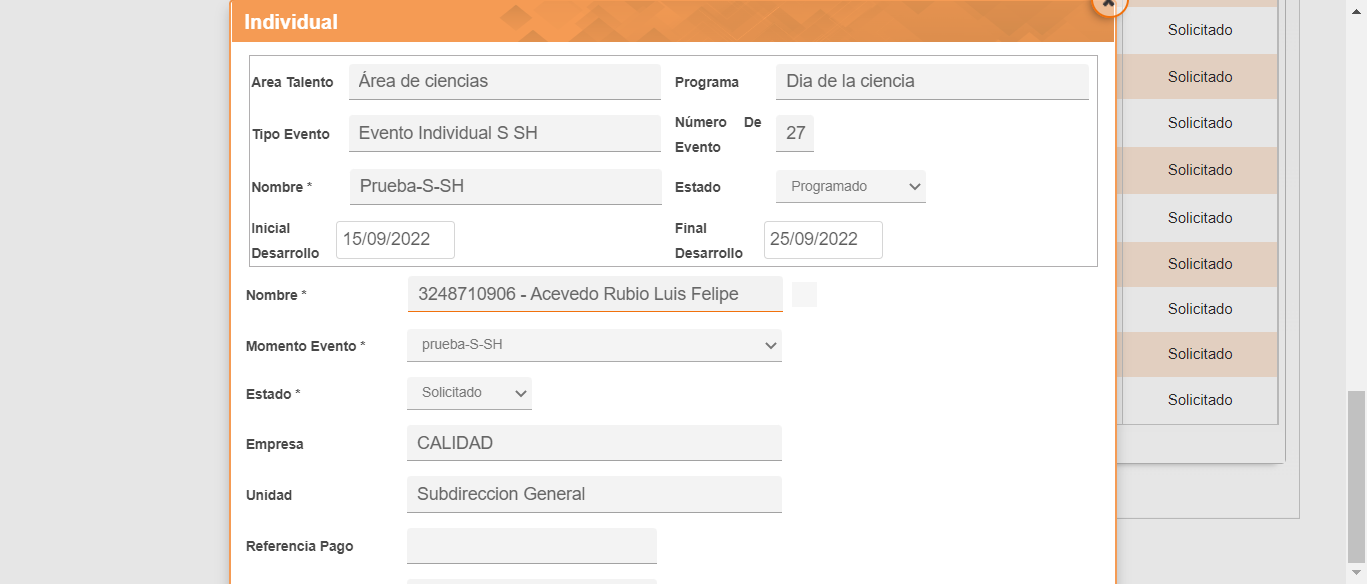 Individual
Area Talento Área de ciencias Programa Dia de la ciencia
Tipo Evento Evento Individual S SH Número De Evento 27
Nombre * Prueba-S-SH Estado Programado
Inicial Desarrollo 15/09/2022 Final Desarrollo 25/09/2022
Nombre * 3248710906 - Acevedo Rubio Luis Felipe
Momento Evento * prueba-S-SH
Estado * Solicitado
Empresa CALIDAD
Unidad Subdireccion General
Referencia Pago
Solicitado
Solicitado
Solicitado
Solicitado
Solicitado
Solicitado
Solicitado
Solicitado
Solicitado